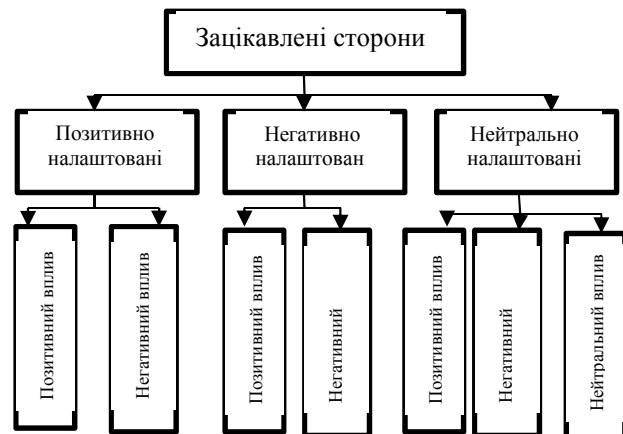 Зацікавлені сторони
Позитивно
налаштовані
Негативно
налаштован
Нейтрально
налаштовані
Позитивний вплив
Негативний вплив
Позитивний вплив
Негативний
Позитивний вплив
Негативний
Нейтральний вплив